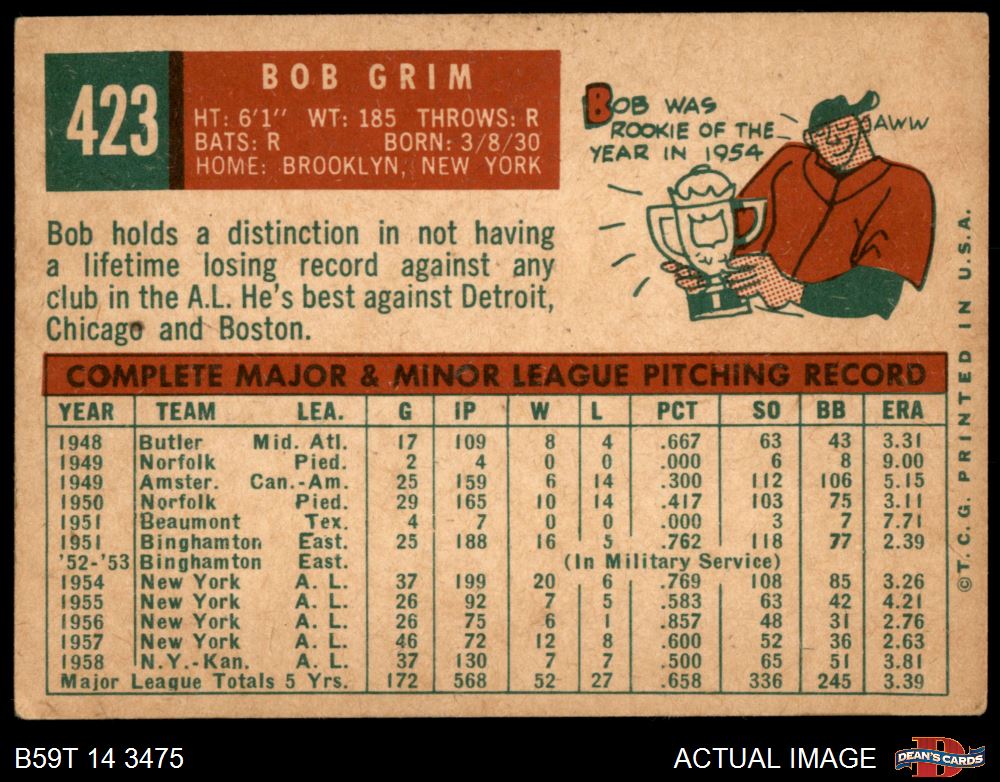 423
BOB GRIM
HT: 6'1" WT: 185 THROWS: R
BATS: R BORN: 3/8/30
HOME: BROOKLYN, NEW YORK
BOB WAS
ROOKIE OF THE
YEAR IN 1954
AWW
Bob holds a distinction in not having
a lifetime losing record against any
club in the A.L. He's best against Detroit,
Chicago and Boston.
COMPLETE MAJOR & MINOR LEAGUE PITCHING RECORD
YEAR TEAM LEA. G IP W L PCT SO BB ERA
1948 Butler Mid. Atl. 17 109 8 4 .667 63 43 3.31
1949 Norfolk Pied. 2 4 0 0 .000 6 8 9.00
1949 Amster. Can.-Am. 25 159 6 14 .300 112 106 5.15
1950 Norfolk Pied. 29 165 10 14 .417 103 75 3.11
1951 Beaumont Tex. 4 7 0 0 .000 3 7 7.71
1951 Binghamton East. 25 188 16 5 .762 118 77 2.39
'52-'53 Binghamton East. (In Military Service)
1954 New York A. L. 37 199 20 6 .769 108 85 3.26
1955 New York A. L. 26 92 7 5 .583 63 42 4.21
1956 New York A. L. 26 75 6 1 .857 48 31 2.76
1957 New York A. L. 46 72 12 8 .600 52 36 2.63
1958 N.Y.-Kan. A. L. 37 130 7 7 .500 65 51 3.81
Major League Totals 5 Yrs. 172 568 52 27 .658 336 245 3.39
©T. C. G. PRINTED IN U.S.A.
B59T 14 3475
ACTUAL IMAGE
D
DEAN'S CARDS